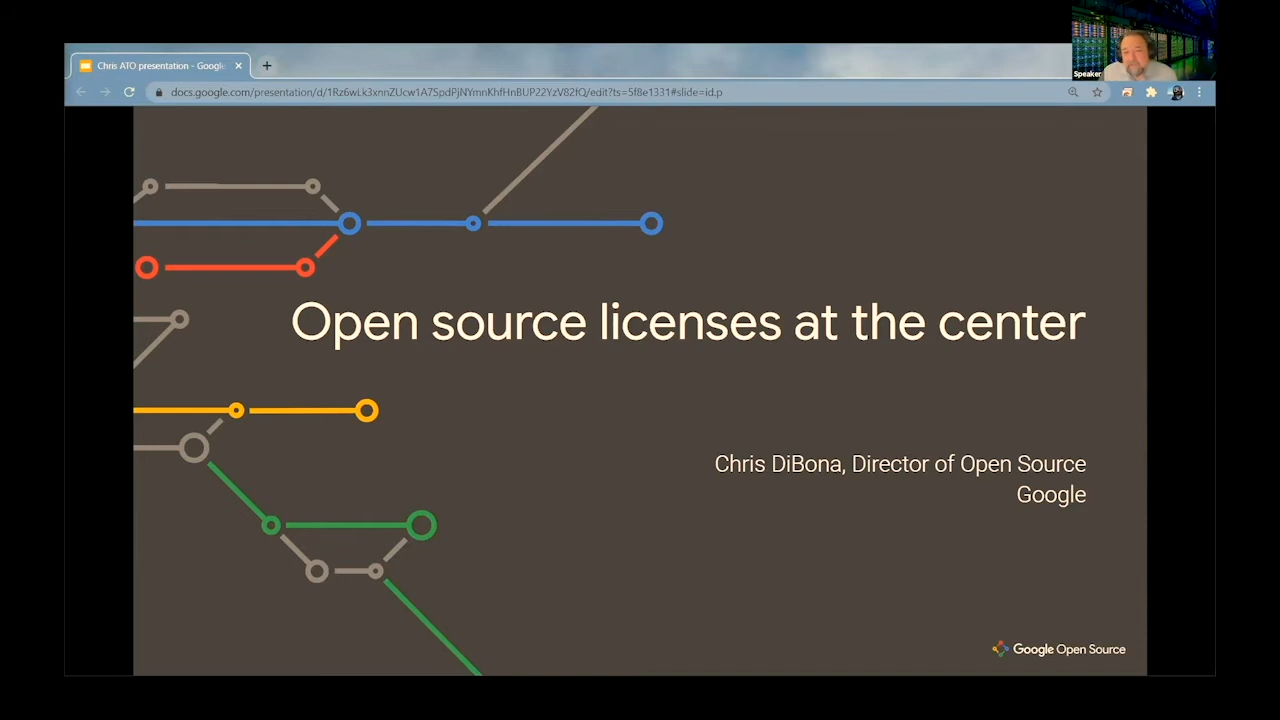 Speaker
Chris ATO presentation - Google
docs.google.com/presentation/d/1Rz6wLk3xnnZUcw1A7SpdPjNYmnKhfHnBUP22YzV82fQ/edit?ts=5f8e1331#slide=id.p
Open source licenses at the center
Chris DiBona, Director of Open Source
Google
Google Open Source